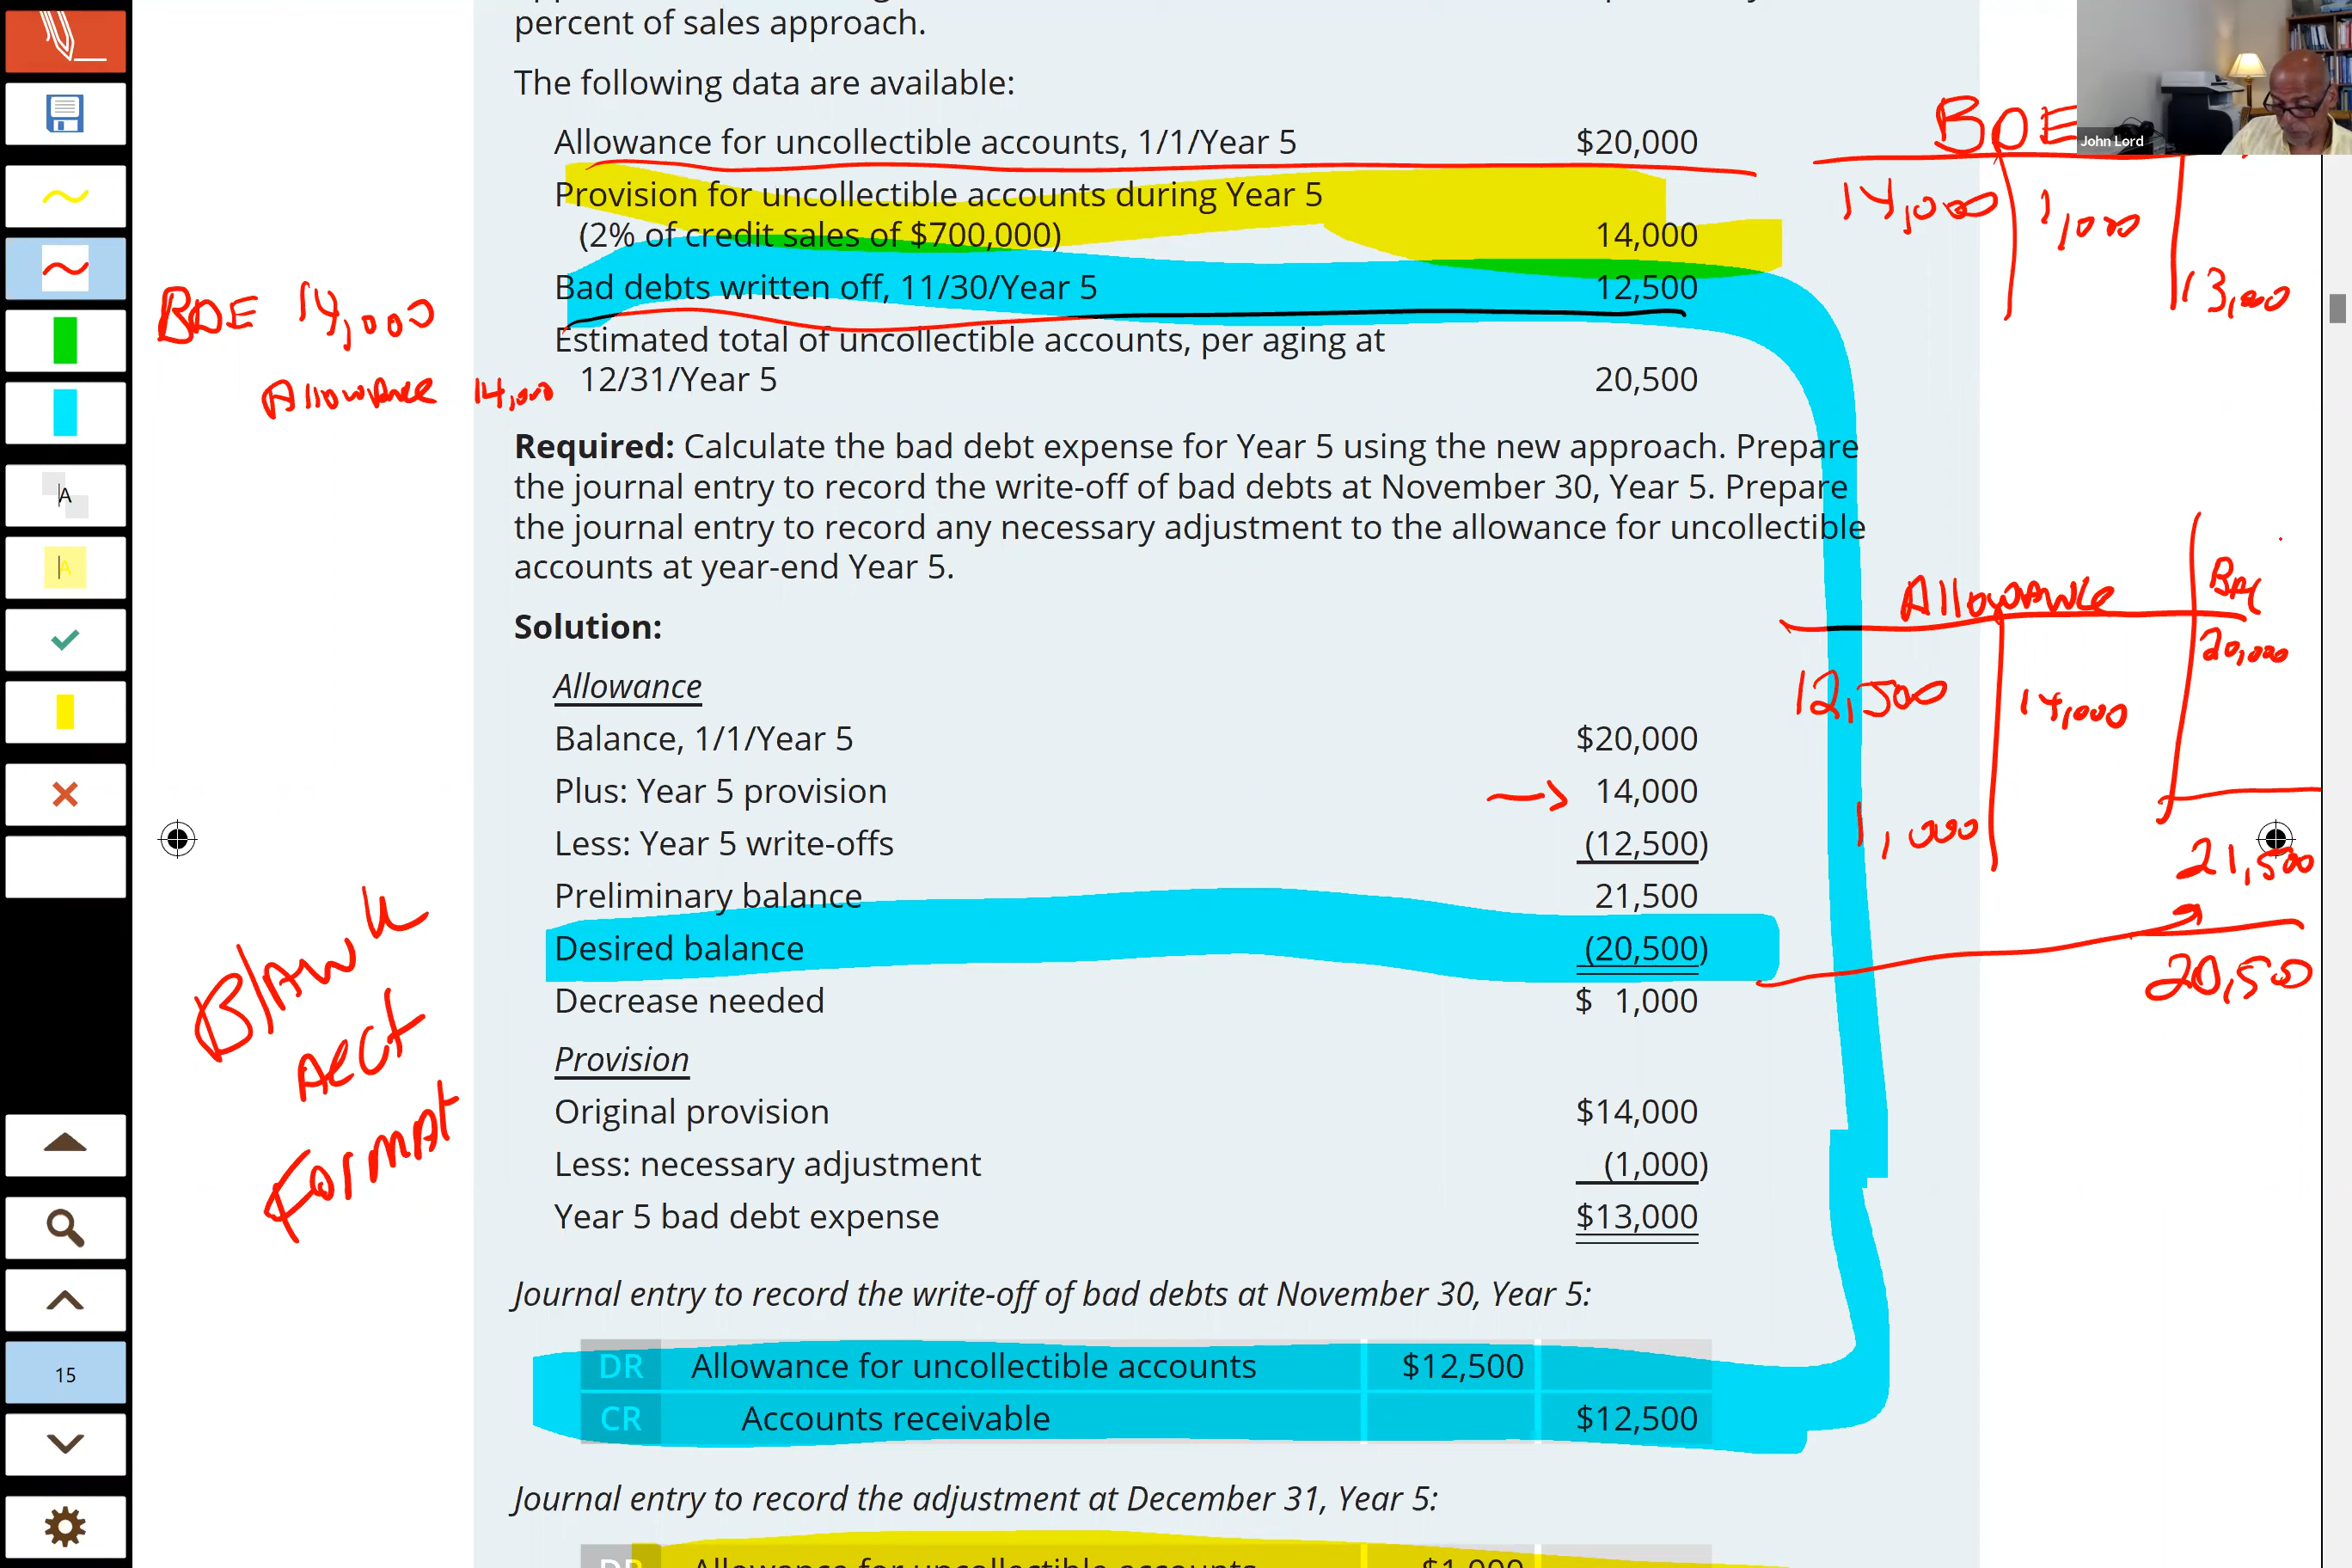 percent of sales approach.
The following data are available:
Allowance for uncollectible accounts, 1/1/Year 5 $20,000
Provision for uncollectible accounts during Year 5
(2% of credit sales of $700,000) 14,000
Bad debts written off, 11/30/Year 5 12,500
Estimated total of uncollectible accounts, per aging at
12/31/Year 5 20,500
Required: Calculate the bad debt expense for Year 5 using the new approach. Prepare
the journal entry to record the write-off of bad debts at November 30, Year 5. Prepare
the journal entry to record any necessary adjustment to the allowance for uncollectible
accounts at year-end Year 5.
Solution:
Allowance
Balance, 1/1/Year 5 $20,000
Plus: Year 5 provision 14,000
Less: Year 5 write-offs (12,500)
Preliminary balance 21,500
Desired balance (20,500)
Decrease needed $ 1,000
Provision
Original provision $14,000
Less: necessary adjustment (1,000)
Year 5 bad debt expense $13,000
Journal entry to record the write-off of bad debts at November 30, Year 5:
DR Allowance for uncollectible accounts $12,500
CR Accounts receivable $12,500
Journal entry to record the adjustment at December 31, Year 5:
DR Allowance for uncollectible accounts $1,000
BDE 14,000
Allowance 14,000
Blank
Acct
Format
BDE
14,000 1,000
13,000
Allowance
20,000
12,500 14,000
1,000
21,500
20,500
John Lord
A
A
15